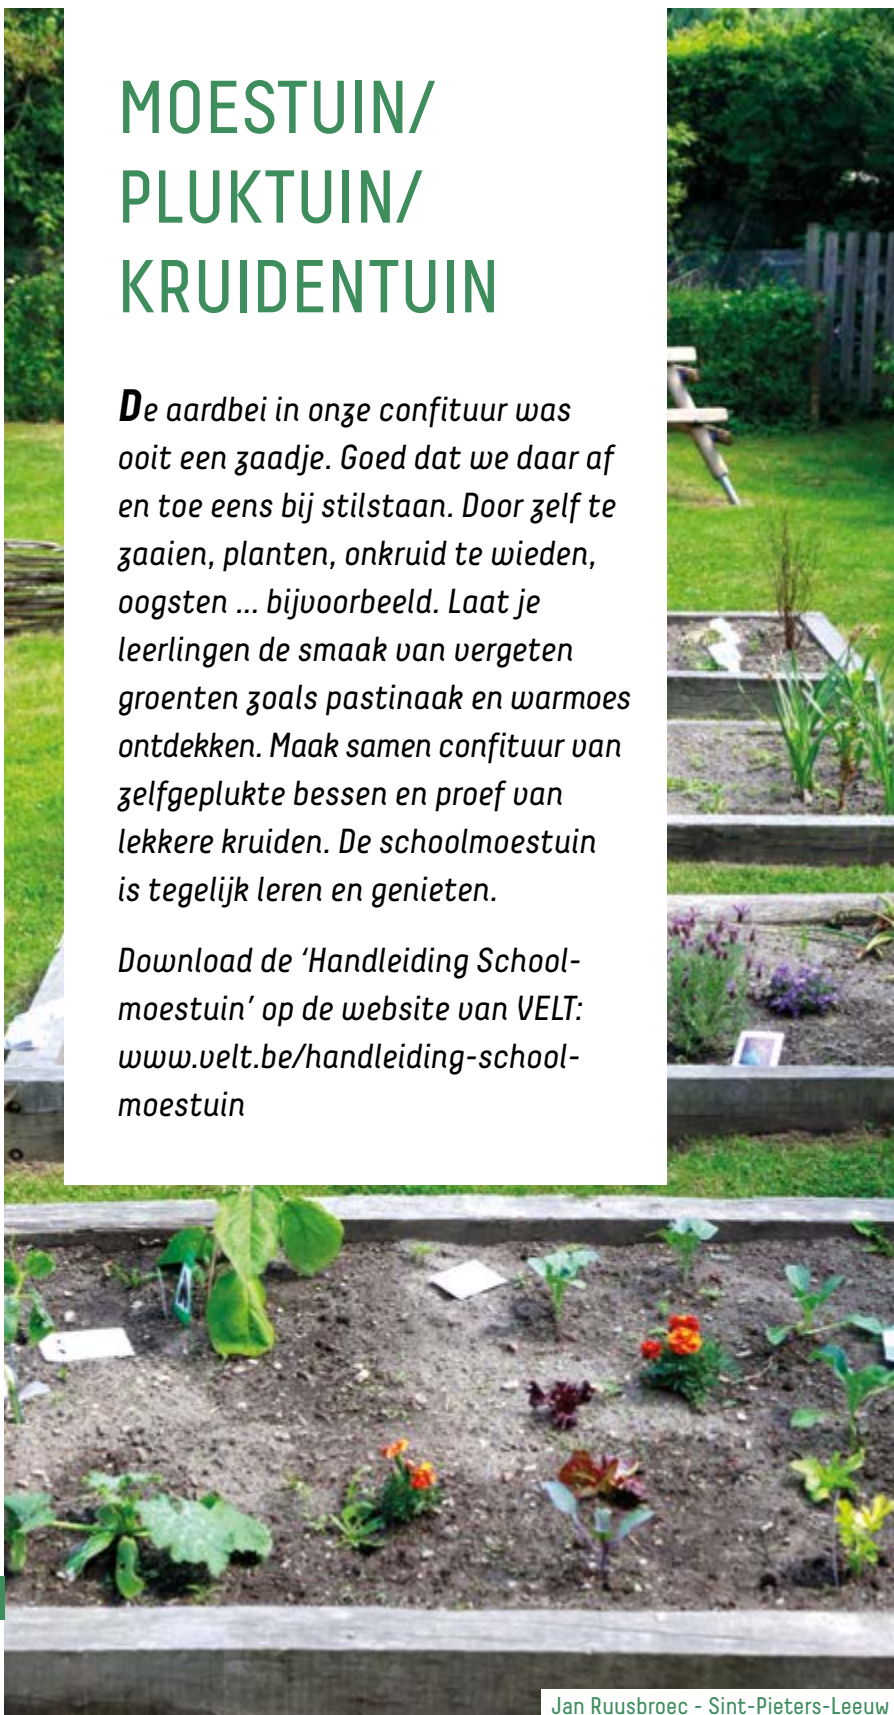 MOESTUIN/
PLUKTUIN/
KRUIDENTUIN
De aardbei in onze confituur was
ooit een zaadje. Goed dat we daar af
en toe eens bij stilstaan. Door zelf te
zaaien, planten, onkruid te wieden,
oogsten ... bijvoorbeeld. Laat je
leerlingen de smaak van vergeten
groenten zoals pastinaak en warmoes
ontdekken. Maak samen confituur van
zelfgeplukte bessen en proef van
lekkere kruiden. De schoolmoestuin
is tegelijk leren en genieten.
Download de ‘Handleiding School-
moestuin’ op de website van VELT:
www.velt.be/handleiding-school-
moestuin
Jan Ruusbroec - Sint-Pieters-Leeuw